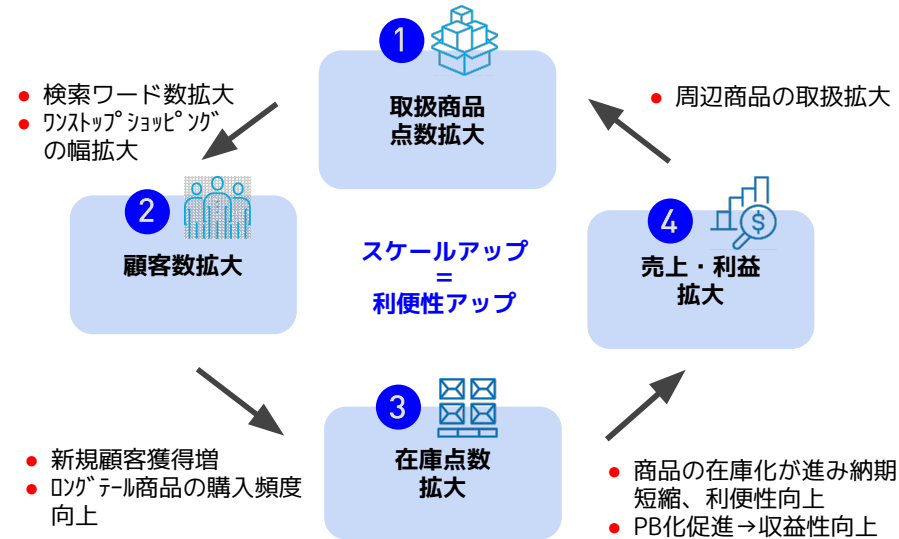 1
取扱商品
点数拡大
● 検索ワード数拡大
● ﾜﾝｽﾄｯﾌﾟｼｮｯﾋﾟﾝｸﾞ
の幅拡大
● 周辺商品の取扱拡大
2
顧客数拡大
スケールアップ
＝
利便性アップ
4
$
売上・利益
拡大
● 新規顧客獲得増
● ﾛﾝｸﾞﾃｰﾙ商品の購入頻度
向上
3
在庫点数
拡大
● 商品の在庫化が進み納期
短縮、利便性向上
● PB化促進→収益性向上